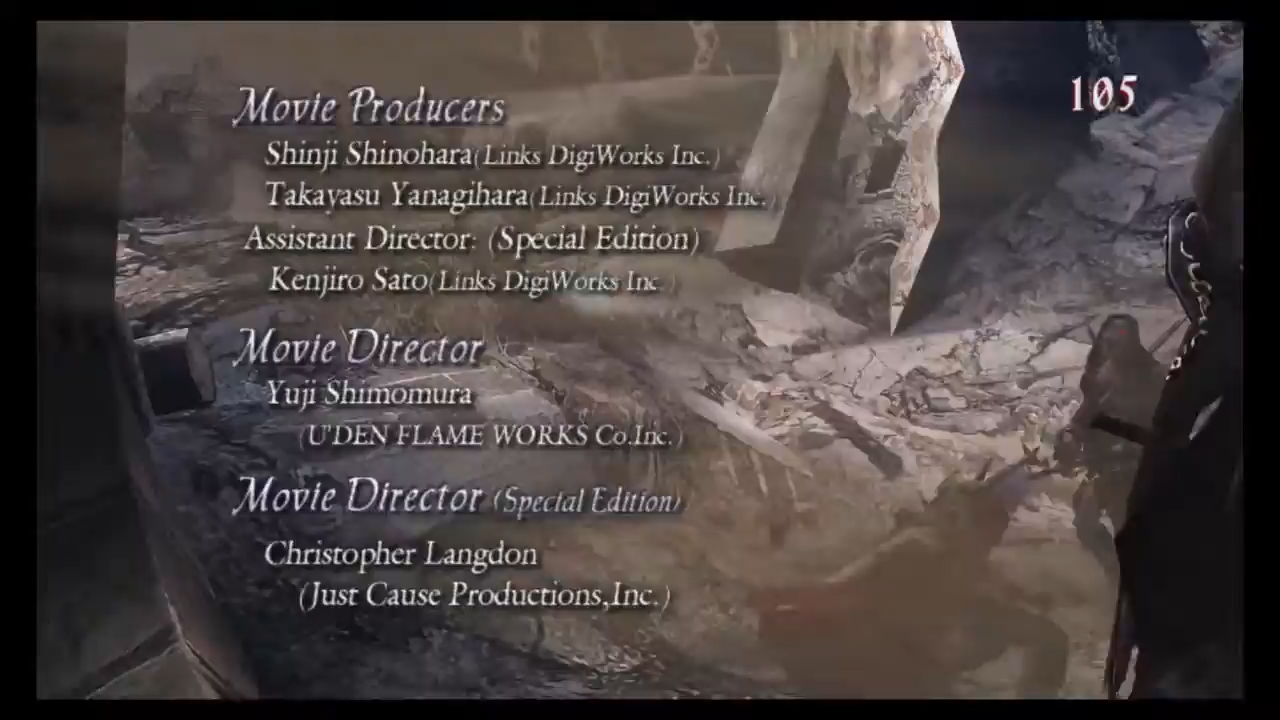 Movie Producers
105
Shinji Shinohara(Links DigiWorks Inc.)
Takayasu Yanagihara(Links DigiWorks Inc.)
Assistant Director: (Special Edition)
Kenjiro Sato(Links DigiWorks Inc.)
Movie Director
Yuji Shimomura
(U'DEN FLAME WORKS Co.Inc.)
Movie Director (Special Edition)
Christopher Langdon
(Just Cause Productions,Inc.)